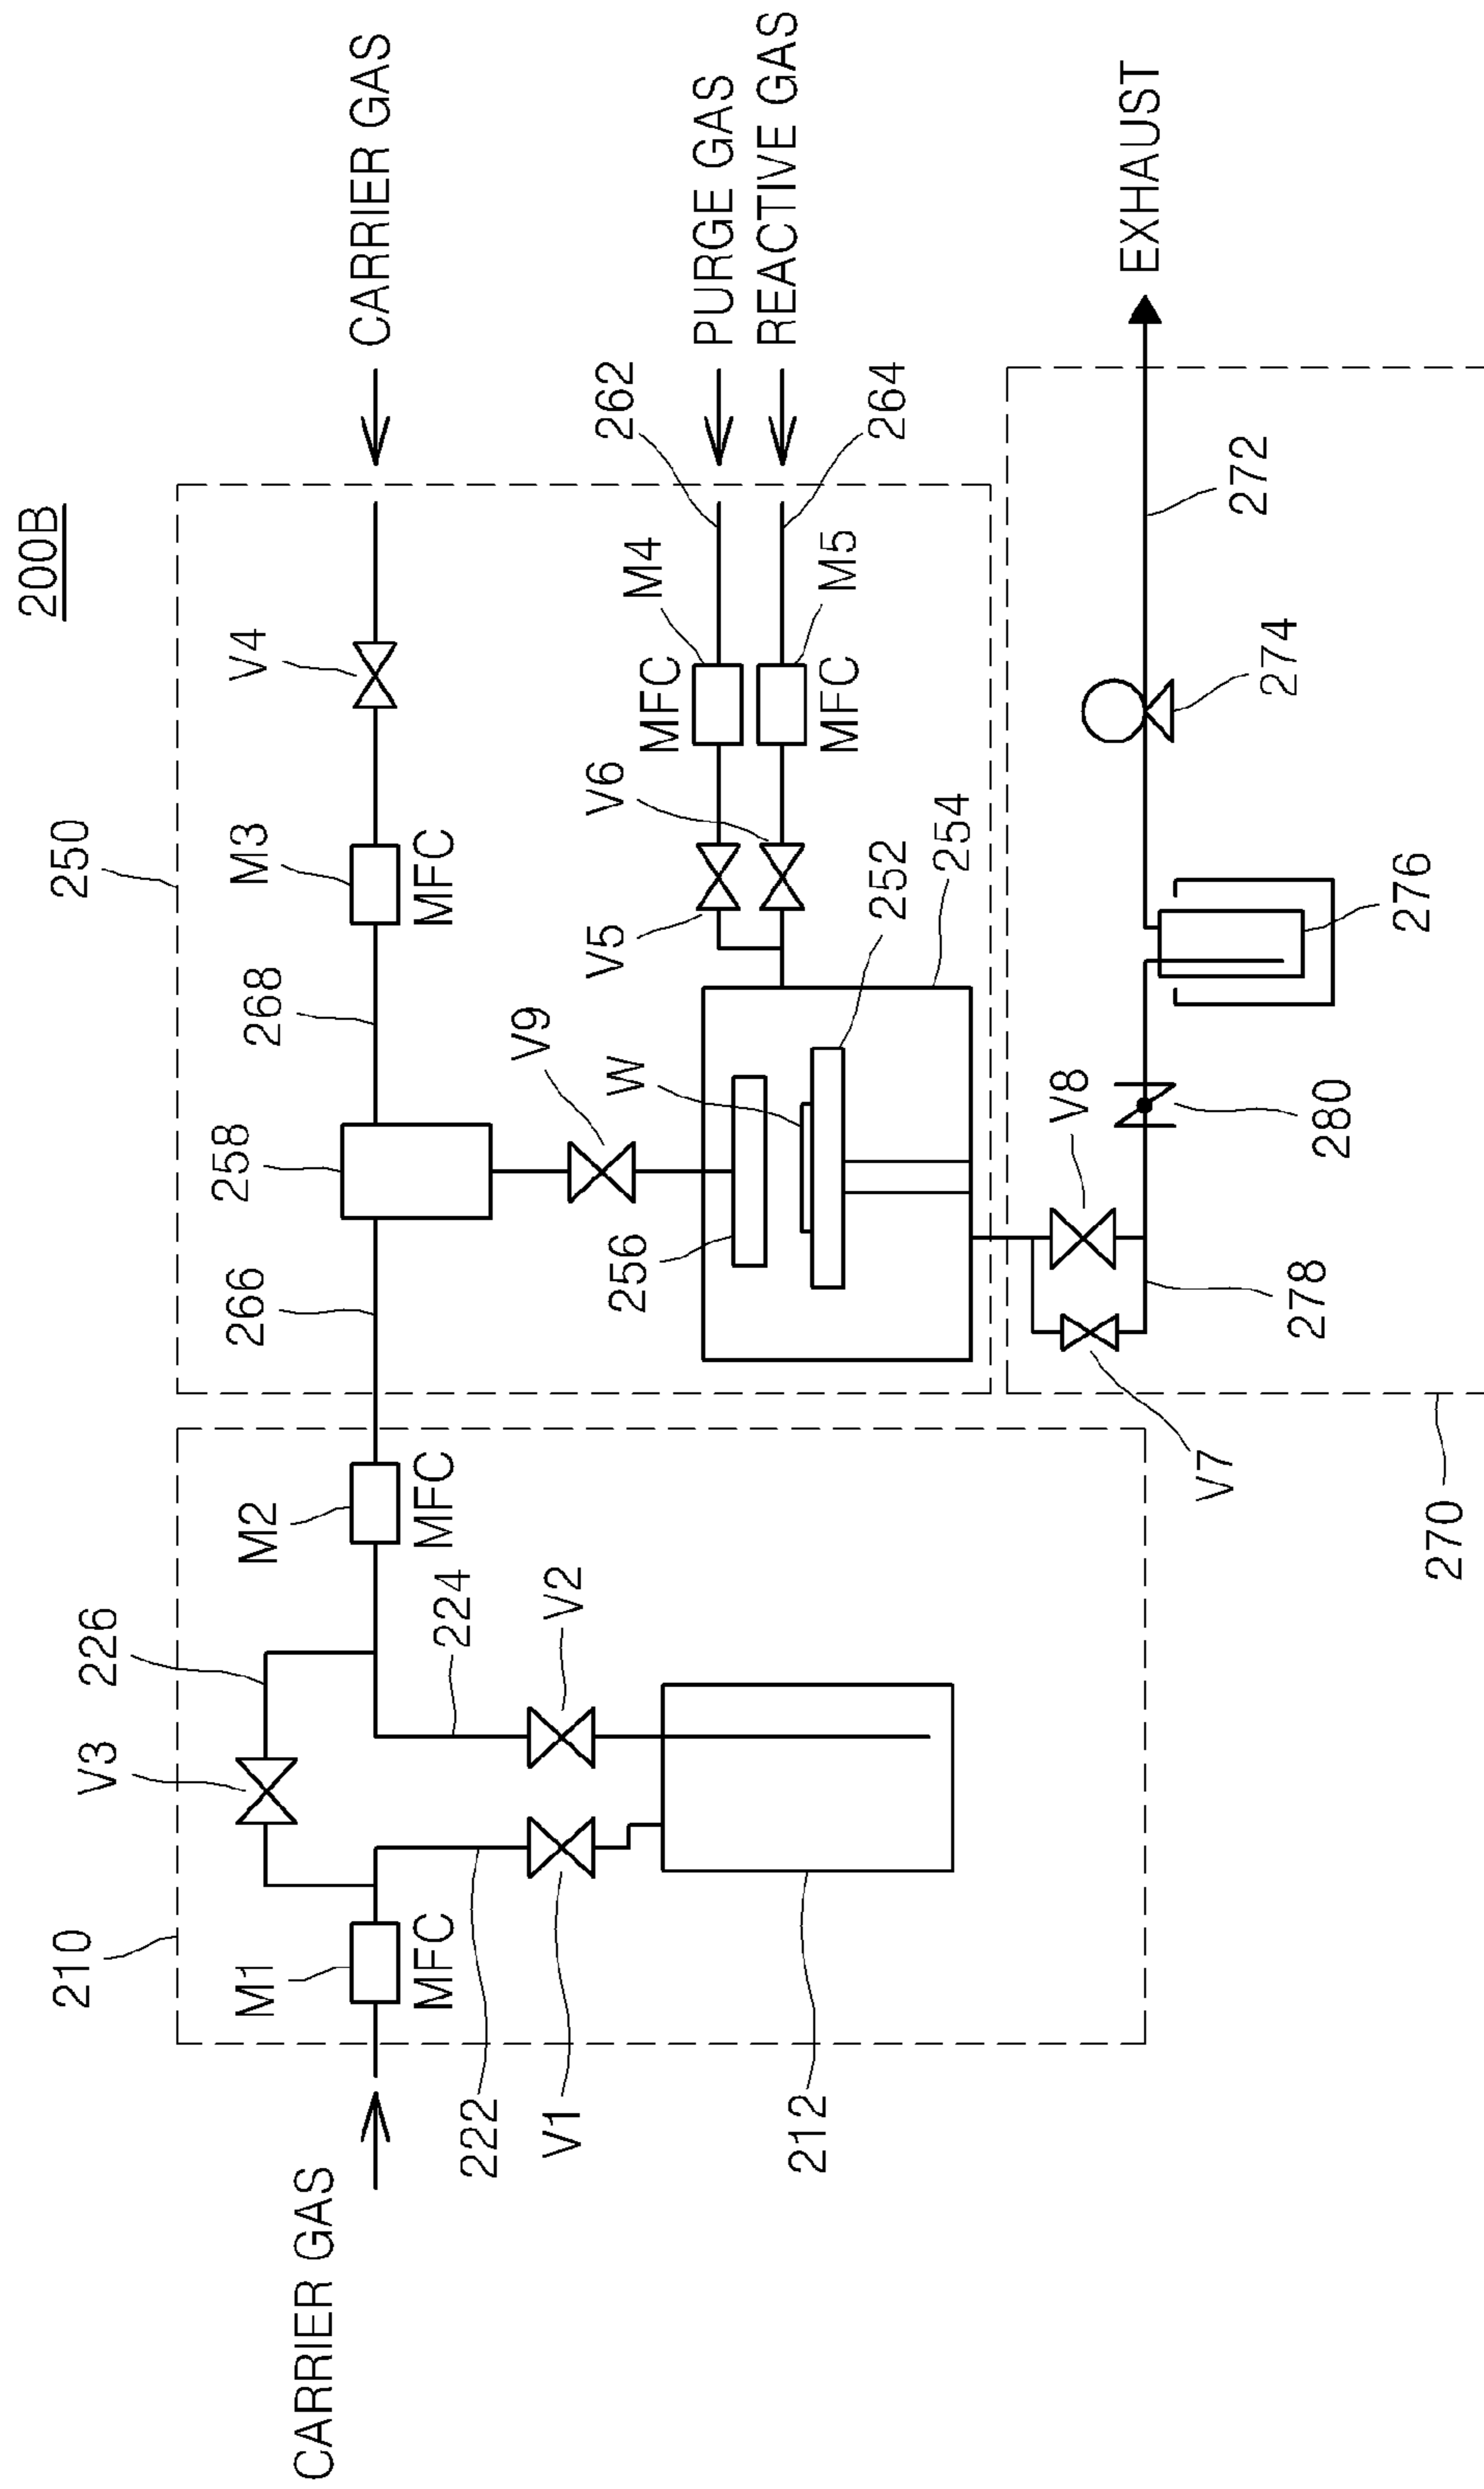 200B
CARRIER GAS
CARRIER GAS
PURGE GAS
REACTIVE GAS
EXHAUST
210
226
V3
M1
MFC
M2
MFC
222
V1
224
V2
212
250
266
258
268
M3
MFC
V4
V9
W
256
V5
V6
MFC
M4
262
MFC
M5
264
252
254
V7
V8
278
280
276
274
272
270